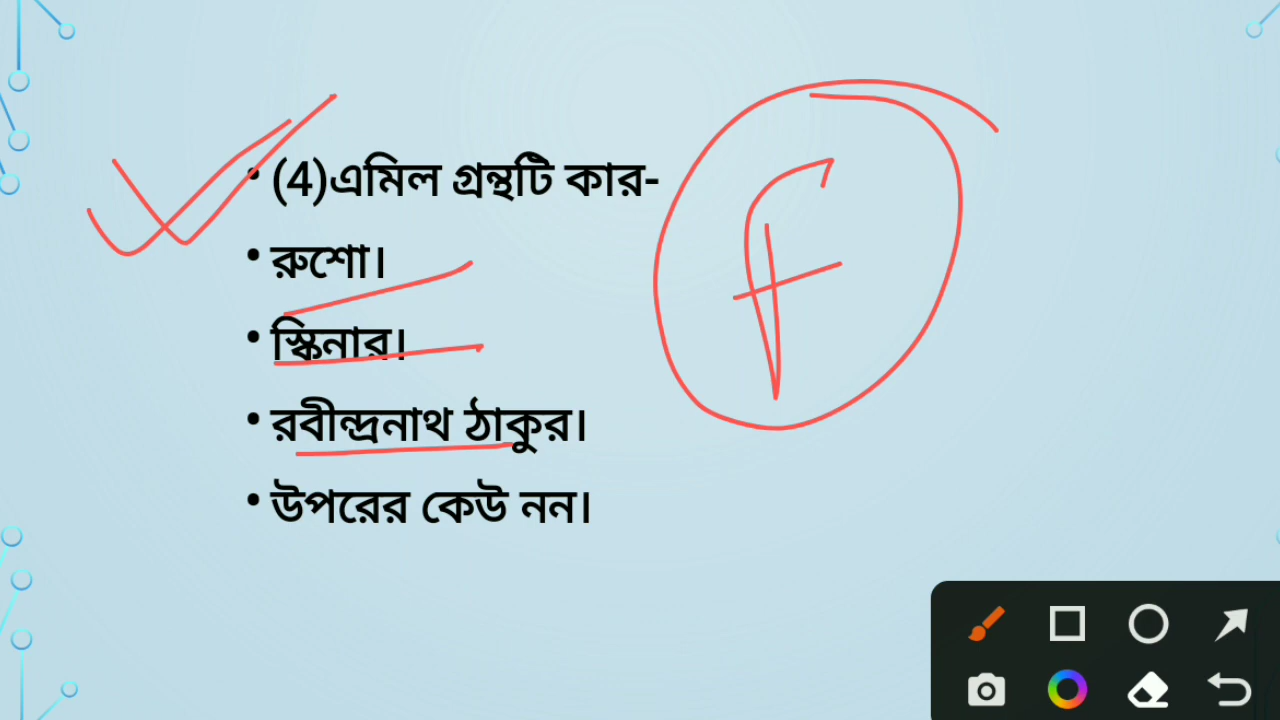 • (4)এমিল গ্রন্থটি কার-
• রুশো।
• স্কিনার।
• রবীন্দ্রনাথ ঠাকুর।
• উপরের কেউ নন।